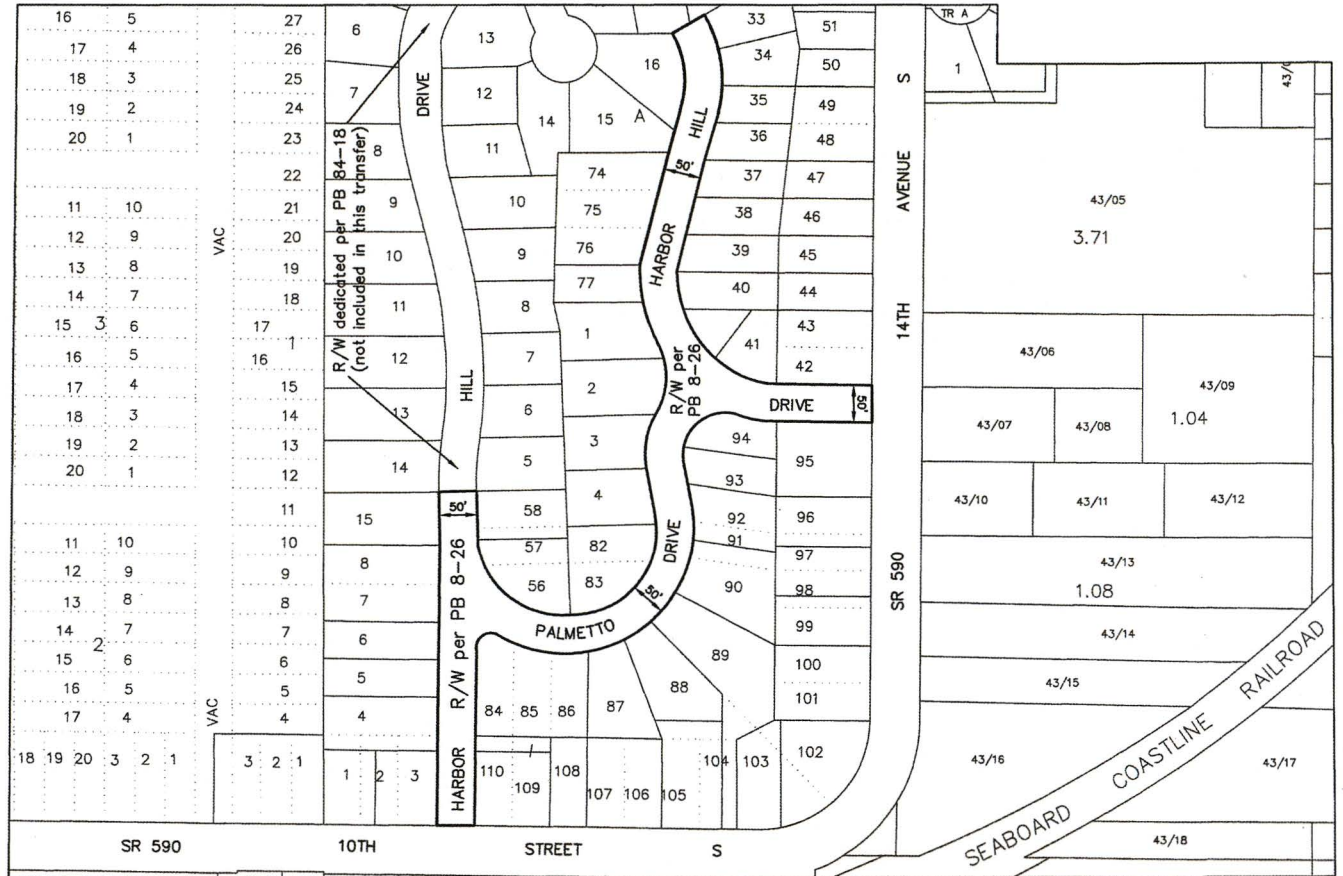 16 5 27
17 4 26
18 3 25
19 2 24
20 1 23
22
11 10 21
12 9 20
13 8 19
14 7 18
15 3 6 17
1
16 5 16
17 4 15
18 3 14
19 2 13
20 1 12
11
11 10 10
12 9 9
13 8 8
14 7 7
2
15 6 6
16 5 5
17 4 4
18 19 20 3 2 1 3 2 1
VAC
VAC
6
7
8
9
10
11
12
13
14
15
8
7
6
5
4
1 2 3
R/W dedicated per PB 84-18
(not included in this transfer)
DRIVE
HILL
50'
R/W per PB 8-26
HARBOR
13
12
11
10
9
8
7
6
5
58
57
56
14
15 A
16
74
75
76
77
1
2
3
4
82
83
HILL
50'
HARBOR
R/W per
PB 8-26
DRIVE
50'
DRIVE
50'
PALMETTO
33
34
35
36
37
38
39
40
41
51
50
49
48
47
46
45
44
43
42
94
93
92
91
90
89
88
87
86
85
84
95
96
97
98
99
100
101
102
103
104
105
106
107
108
109
110
14TH AVENUE S
SR 590
TR A
1
43/05
3.71
43/06
43/07
43/08
43/09
1.04
43/10
43/11
43/12
43/13
1.08
43/14
43/15
43/16
43/17
43/18
SEABOARD COASTLINE RAILROAD
SR 590 10TH STREET S